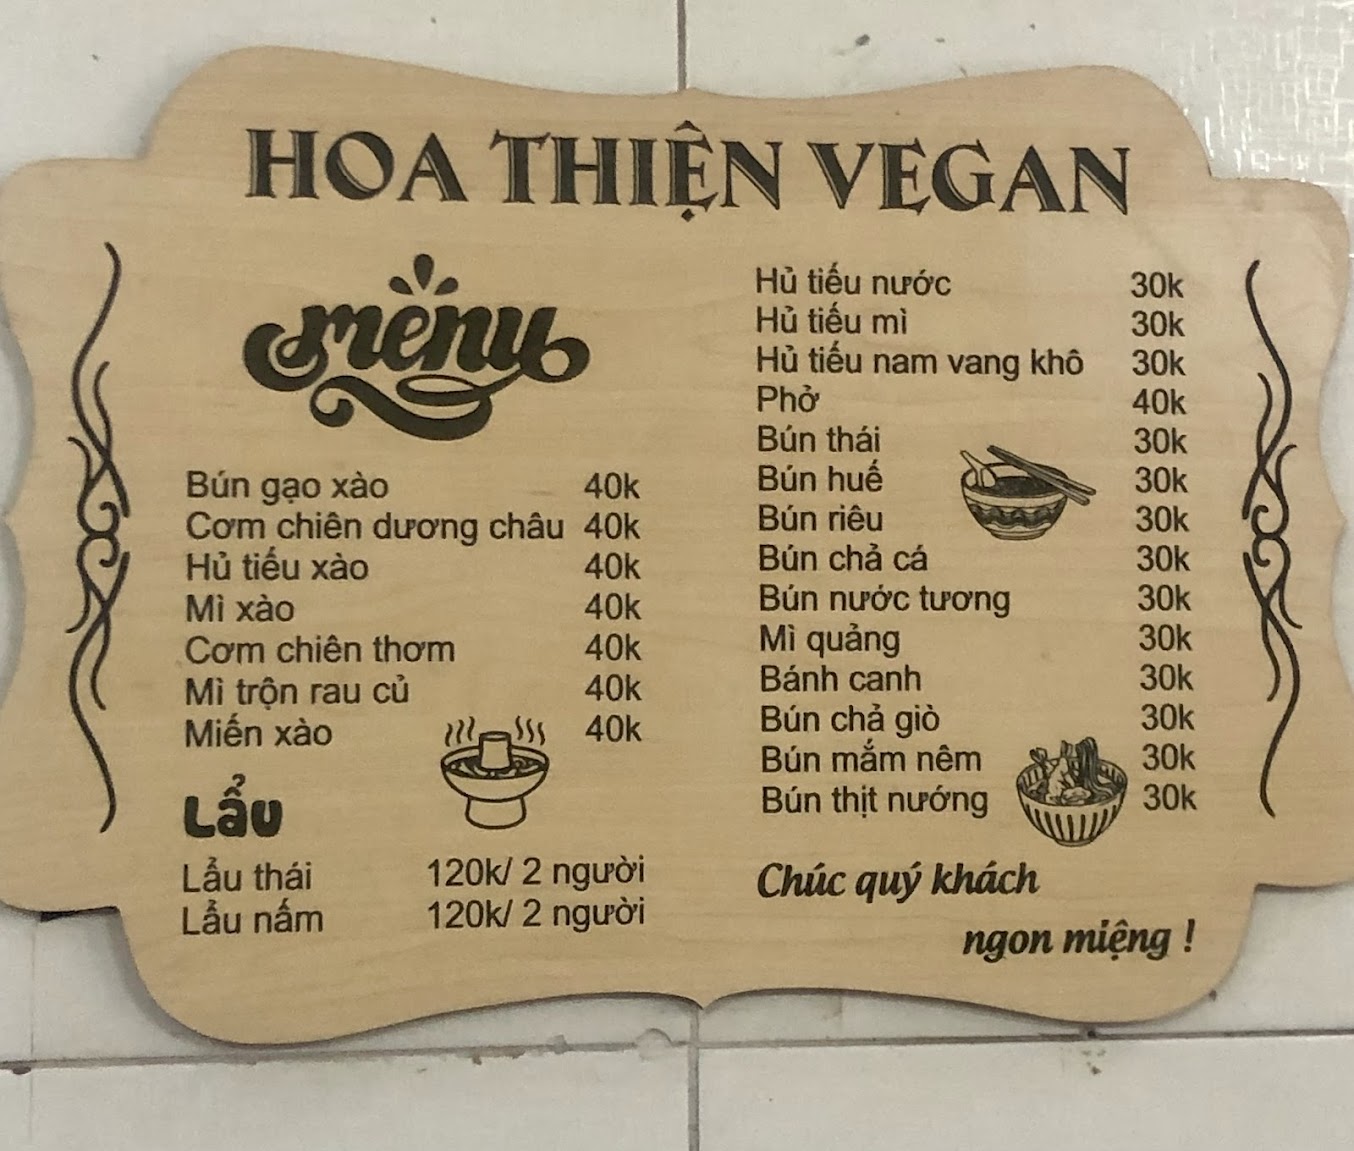 HOA THIỆN VEGAN
menu
Bún gạo xào 40k
Cơm chiên dương châu 40k
Hủ tiếu xào 40k
Mì xào 40k
Cơm chiên thơm 40k
Mì trộn rau củ 40k
Miến xào 40k
Lẩu
Lẩu thái 120k/ 2 người
Lẩu nấm 120k/ 2 người
Hủ tiếu nước 30k
Hủ tiếu mì 30k
Hủ tiếu nam vang khô 30k
Phở 40k
Bún thái 30k
Bún huế 30k
Bún riêu 30k
Bún chả cá 30k
Bún nước tương 30k
Mì quảng 30k
Bánh canh 30k
Bún chả giò 30k
Bún mắm nêm 30k
Bún thịt nướng 30k
Chúc quý khách
ngon miệng !